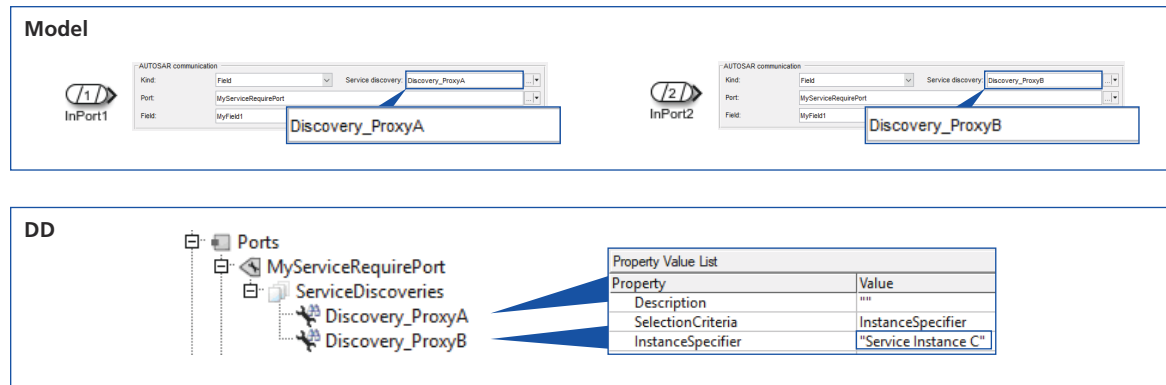 Model
AUTOSAR communication
Kind: Field Service discovery: Discovery_ProxyA ...
Port: MyServiceRequirePort ...
Field: MyField1
Discovery_ProxyA
1
InPort1
AUTOSAR communication
Kind: Field Service discovery: Discovery_ProxyB ...
Port: MyServiceRequirePort ...
Field: MyField1
Discovery_ProxyB
2
InPort2
DD
Ports
MyServiceRequirePort
ServiceDiscoveries
Discovery_ProxyA
Discovery_ProxyB
Property Value List
Property Value
Description ""
SelectionCriteria InstanceSpecifier
InstanceSpecifier "Service Instance C"